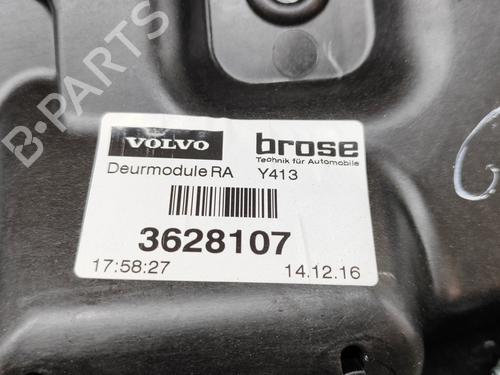 B-PARTS
VOLVO brose
Technik für Automobile
Deurmodule RA Y413
3628107
17:58:27 14.12.16